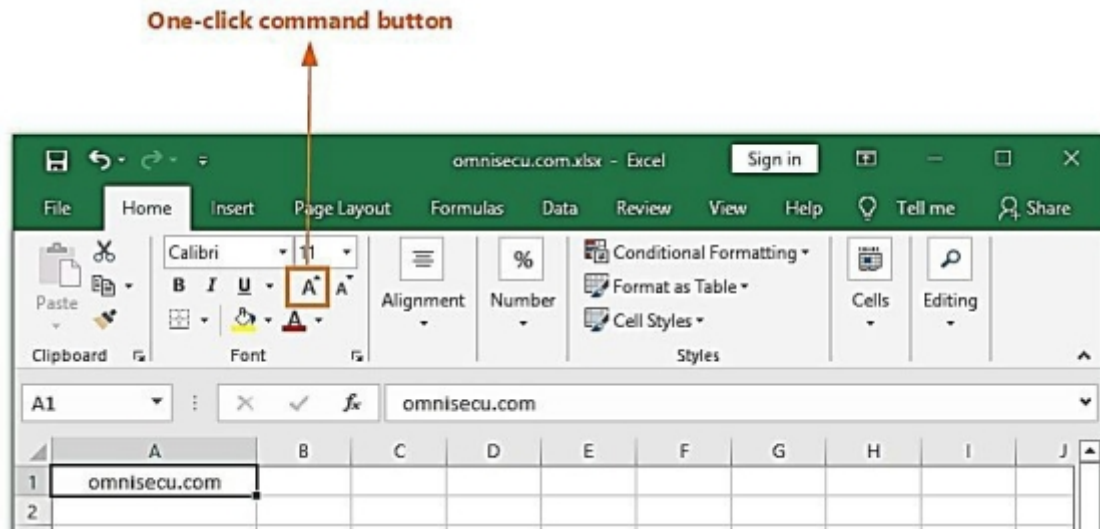 One-click command button
omnisecu.com.xlsx - Excel Sign in
File Home Insert Page Layout Formulas Data Review View Help Tell me Share
Calibri 11 % Conditional Formatting
B I U A A Format as Table
Paste A Alignment Number Cell Styles Cells Editing
Clipboard Font Styles
A1 fx omnisecu.com
A B C D E F G H I J
1 omnisecu.com
2